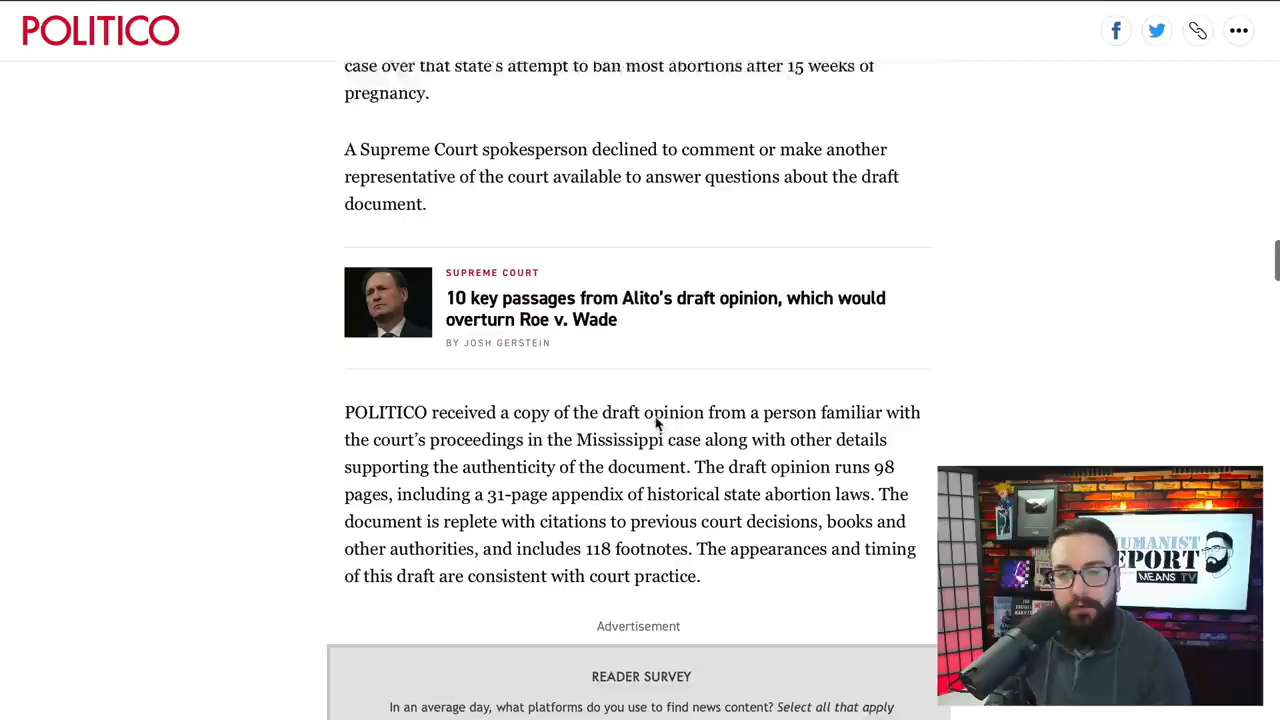 POLITICO
case over that state's attempt to ban most abortions after 15 weeks of
pregnancy.
A Supreme Court spokesperson declined to comment or make another
representative of the court available to answer questions about the draft
document.
SUPREME COURT
10 key passages from Alito’s draft opinion, which would
overturn Roe v. Wade
BY JOSH GERSTEIN
POLITICO received a copy of the draft opinion from a person familiar with
the court’s proceedings in the Mississippi case along with other details
supporting the authenticity of the document. The draft opinion runs 98
pages, including a 31-page appendix of historical state abortion laws. The
document is replete with citations to previous court decisions, books and
other authorities, and includes 118 footnotes. The appearances and timing
of this draft are consistent with court practice.
Advertisement
READER SURVEY
In an average day, what platforms do you use to find news content? Select all that apply
UMANIST
EPORT
MEANS TV